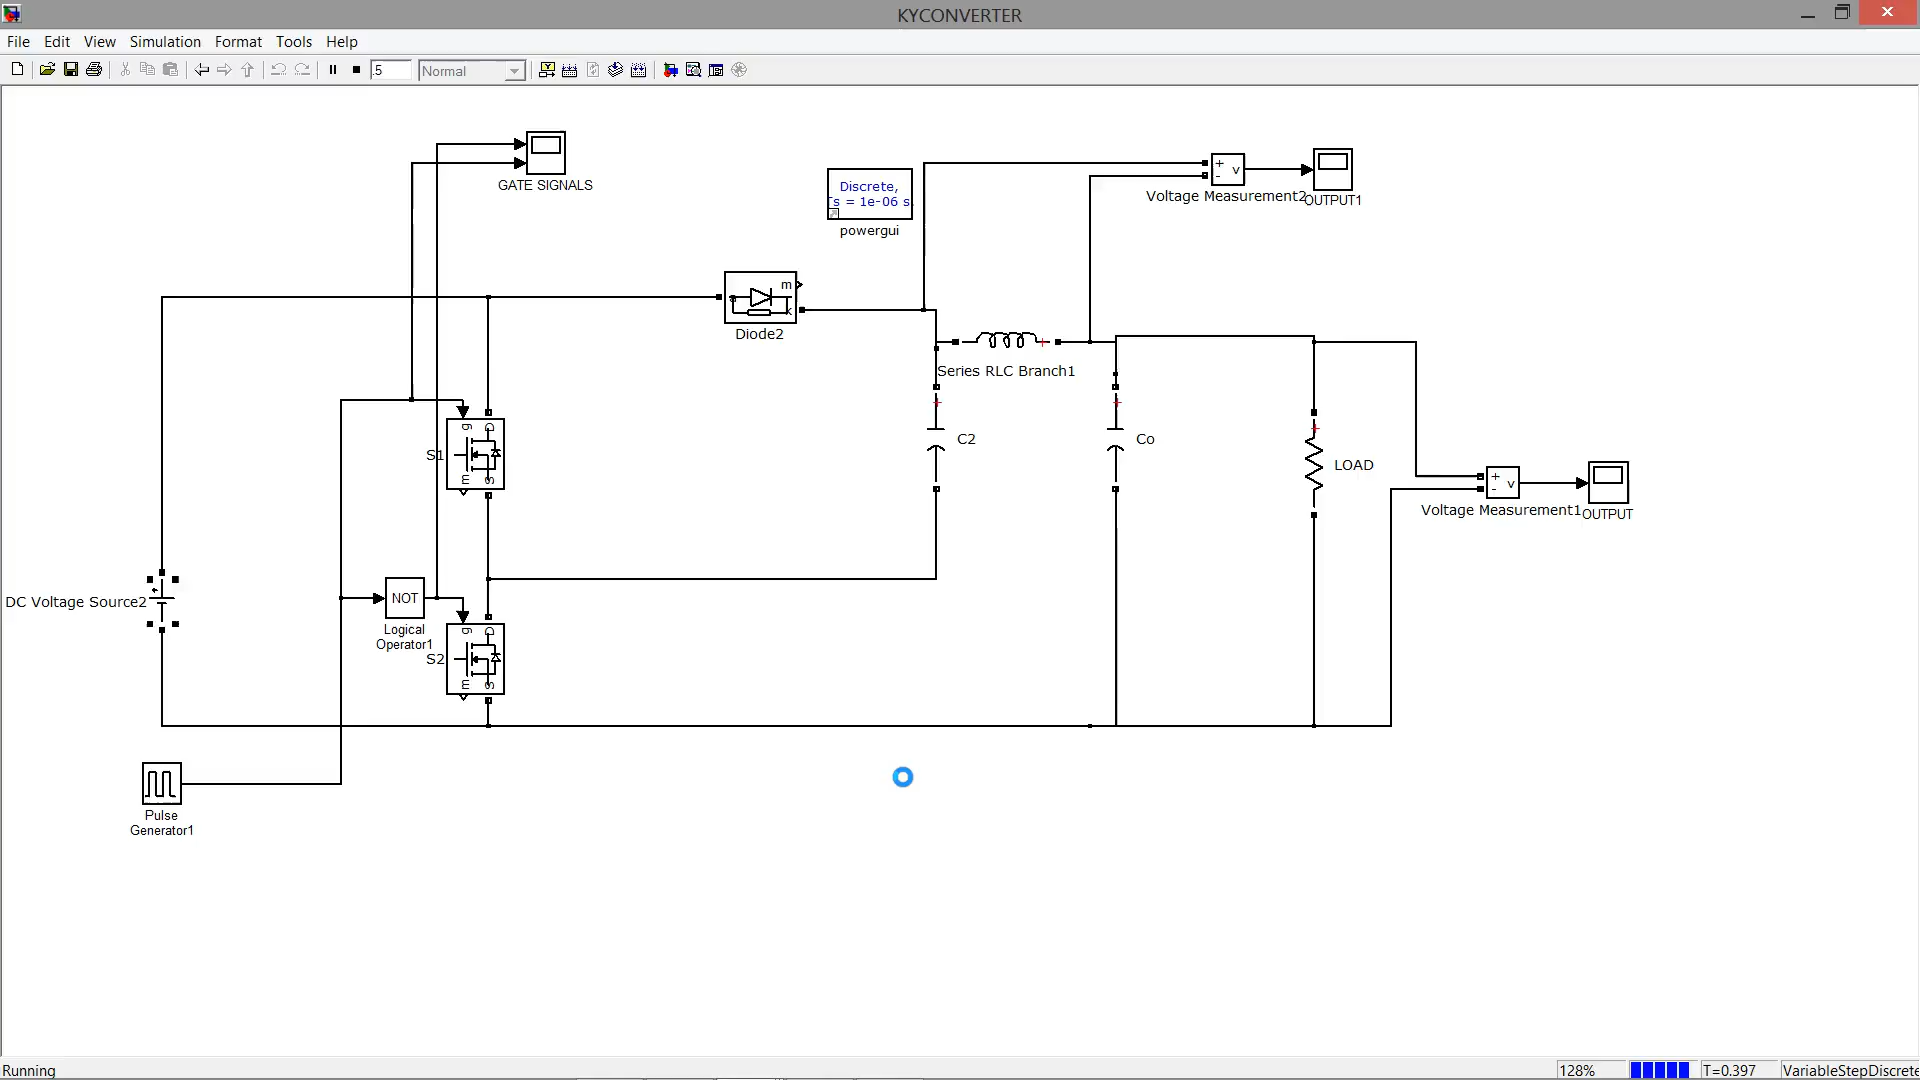 KYCONVERTER
File Edit View Simulation Format Tools Help
.5 Normal
GATE SIGNALS
Discrete,
s = 1e-06 s
powergui
+
-
v
Voltage Measurement2
OUTPUT1
m
a
k
Diode2
Series RLC Branch1
g D
S1
m S
C2
Co
LOAD
+
-
v
Voltage Measurement1
OUTPUT
DC Voltage Source2
NOT
Logical
Operator1
g D
S2
m S
Pulse
Generator1
Running
128%
T=0.397
VariableStepDiscrete